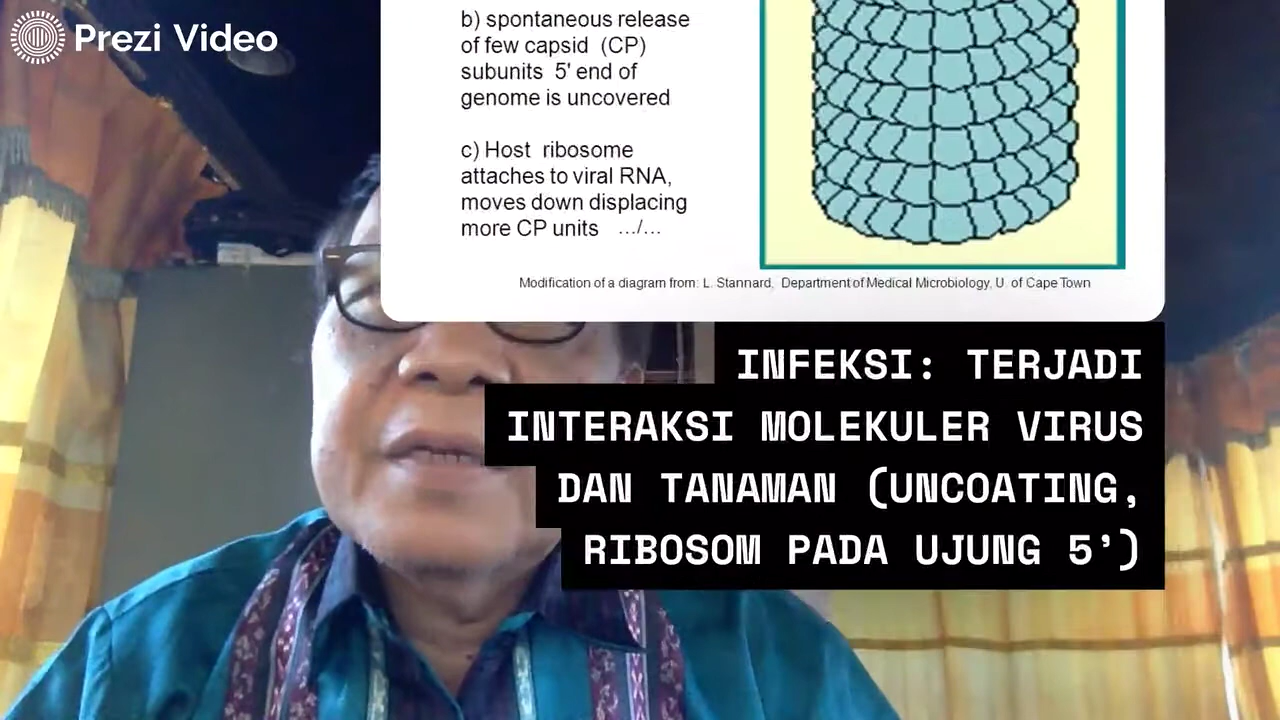 Prezi Video
b) spontaneous release
of few capsid (CP)
subunits 5' end of
genome is uncovered
c) Host ribosome
attaches to viral RNA,
moves down displacing
more CP units .../...
Modification of a diagram from: L. Stannard, Department of Medical Microbiology, U. of Cape Town
INFEKSI: TERJADI
INTERAKSI MOLEKULER VIRUS
DAN TANAMAN (UNCOATING,
RIBOSOM PADA UJUNG 5’)